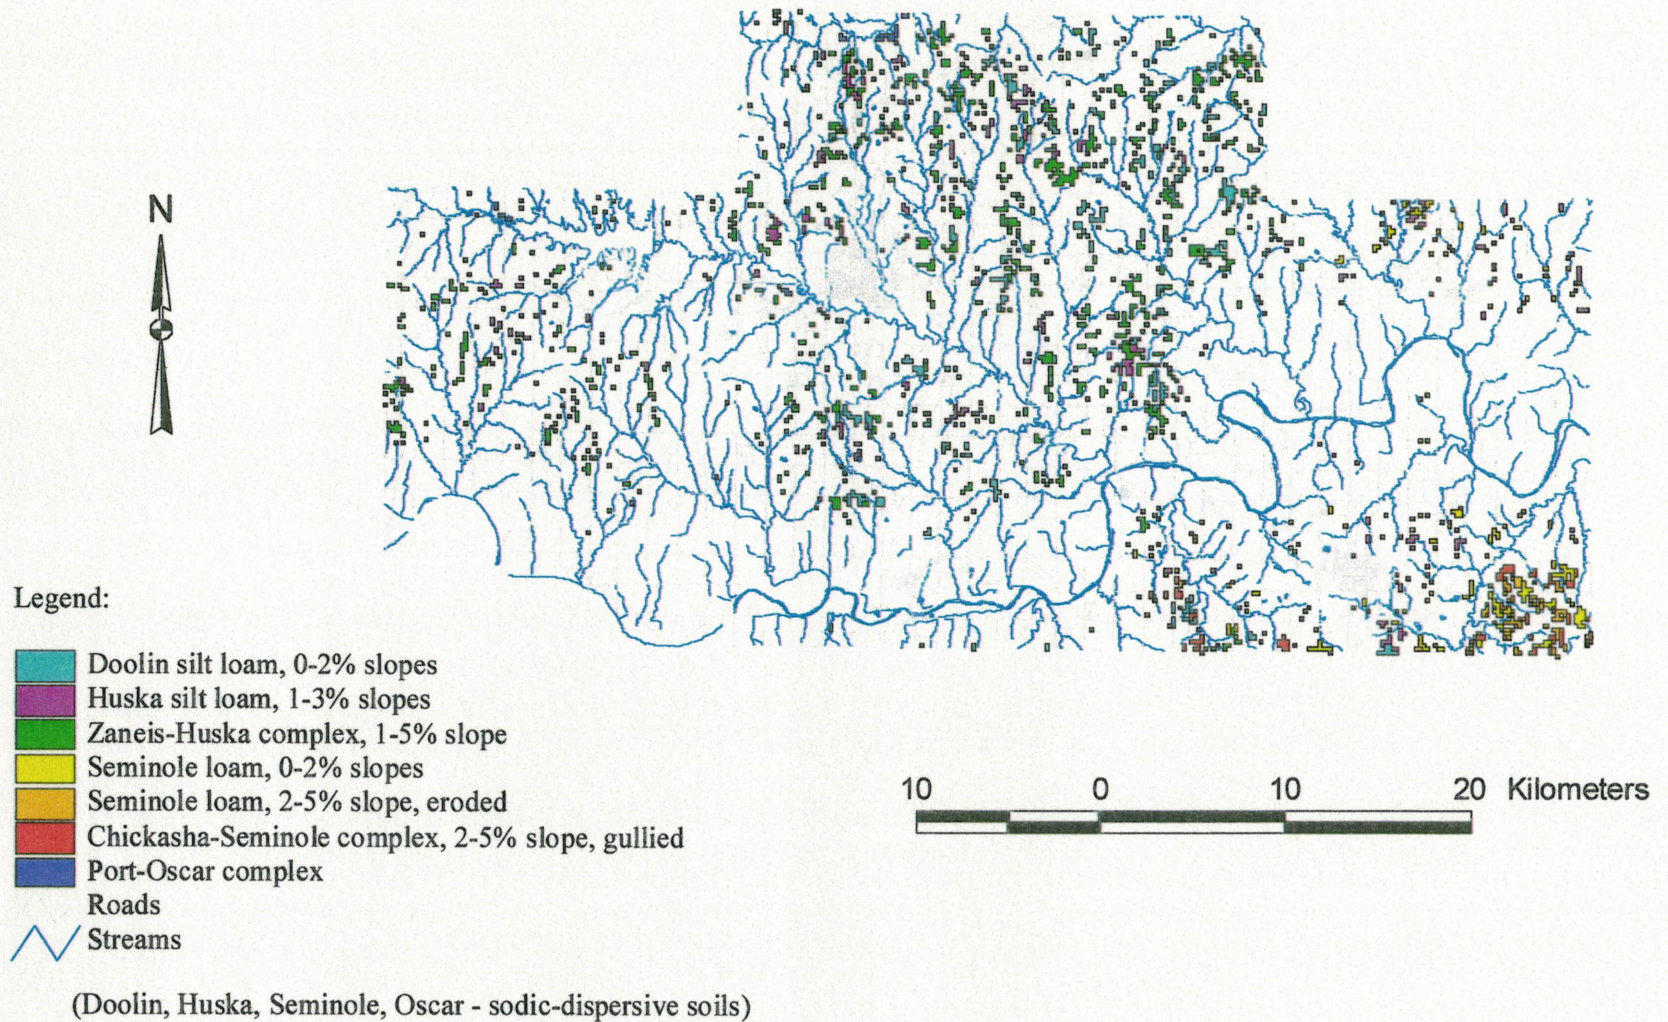 N
Legend:
Doolin silt loam, 0-2% slopes
Huska silt loam, 1-3% slopes
Zaneis-Huska complex, 1-5% slope
Seminole loam, 0-2% slopes
Seminole loam, 2-5% slope, eroded
Chickasha-Seminole complex, 2-5% slope, gullied
Port-Oscar complex
Roads
Streams
10 0 10 20 Kilometers
(Doolin, Huska, Seminole, Oscar - sodic-dispersive soils)